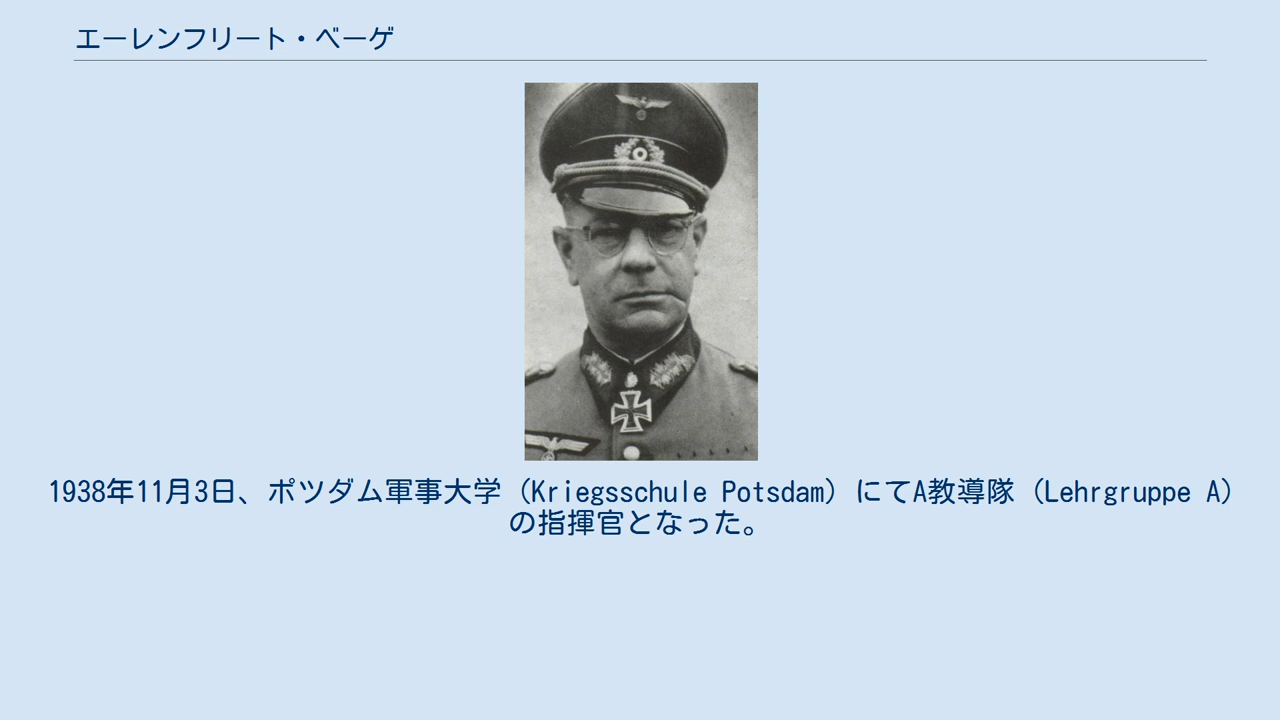 エーレンフリート・ベーゲ
1938年11月3日、ポツダム軍事大学（Kriegsschule Potsdam）にてA教導隊（Lehrgruppe A）
の指揮官となった。